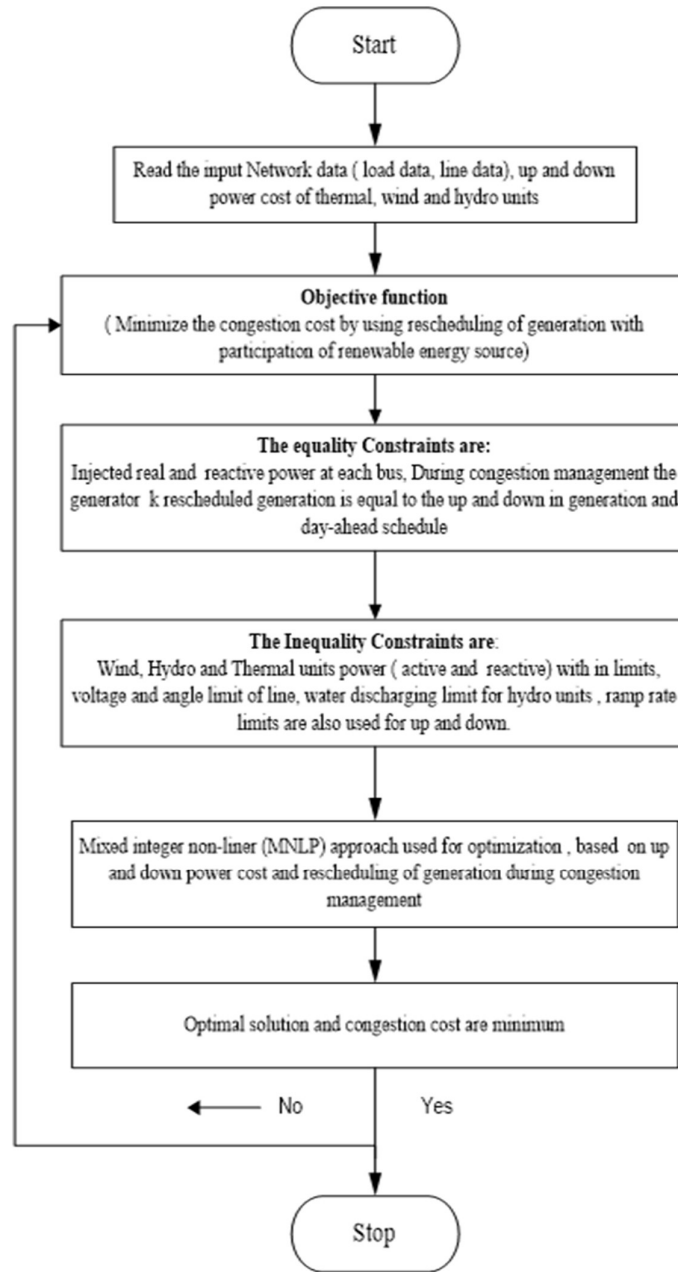 Start
Read the input Network data ( load data, line data), up and down
power cost of thermal, wind and hydro units
Objective function
( Minimize the congestion cost by using rescheduling of generation with
participation of renewable energy source)
The equality Constraints are:
Injected real and reactive power at each bus, During congestion management the
generator k rescheduled generation is equal to the up and down in generation and
day-ahead schedule
The Inequality Constraints are:
Wind, Hydro and Thermal units power ( active and reactive) with in limits,
voltage and angle limit of line, water discharging limit for hydro units , ramp rate
limits are also used for up and down.
Mixed integer non-liner (MNLP) approach used for optimization , based on up
and down power cost and rescheduling of generation during congestion
management
Optimal solution and congestion cost are minimum
No Yes
Stop